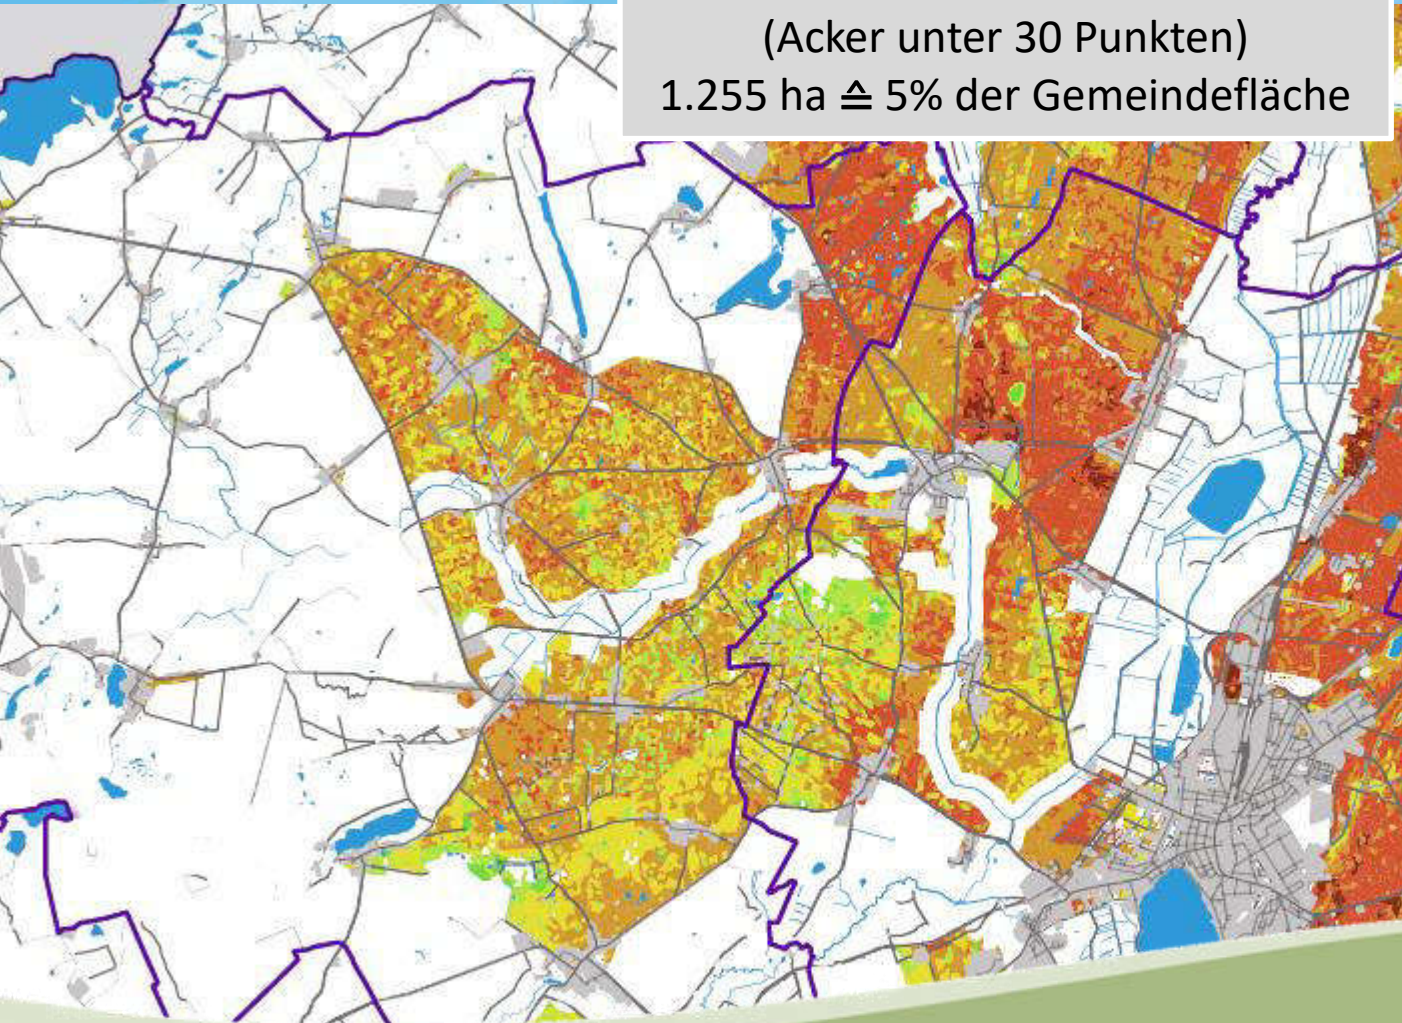 (Acker unter 30 Punkten)
1.255 ha ≙ 5% der Gemeindefläche